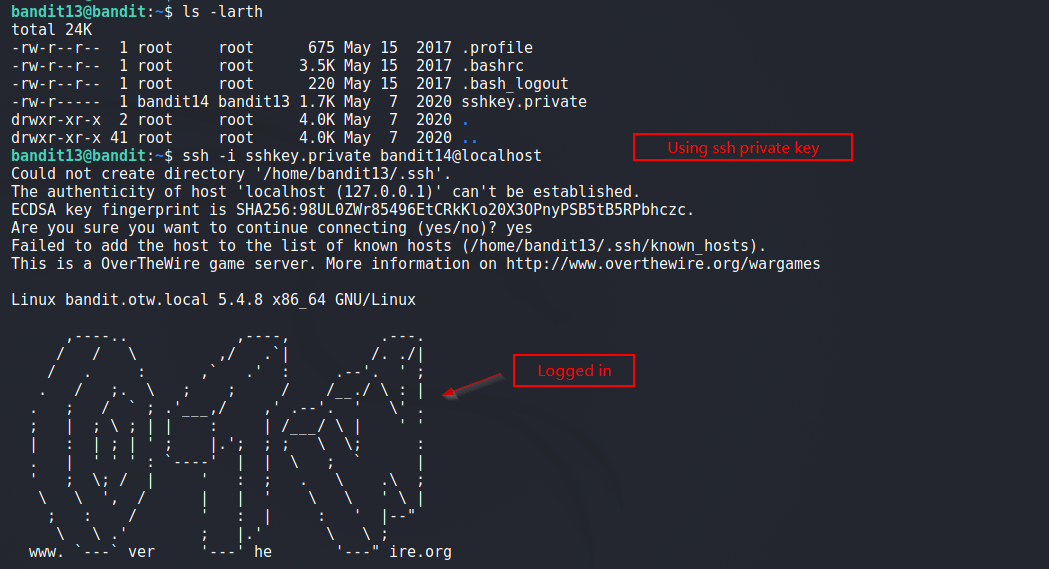 bandit13@bandit:~$ ls -larth
total 24K
-rw-r--r--  1 root     root      675 May 15  2017 .profile
-rw-r--r--  1 root     root     3.5K May 15  2017 .bashrc
-rw-r--r--  1 root     root      220 May 15  2017 .bash_logout
-rw-r-----  1 bandit14 bandit13 1.7K May  7  2020 sshkey.private
drwxr-xr-x  2 root     root     4.0K May  7  2020 .
drwxr-xr-x 41 root     root     4.0K May  7  2020 ..
bandit13@bandit:~$ ssh -i sshkey.private bandit14@localhost
Using ssh private key
Could not create directory '/home/bandit13/.ssh'.
The authenticity of host 'localhost (127.0.0.1)' can't be established.
ECDSA key fingerprint is SHA256:98UL0ZWr85496EtCRkKlo20X3OPnyPSB5tB5RPbhczc.
Are you sure you want to continue connecting (yes/no)? yes
Failed to add the host to the list of known hosts (/home/bandit13/.ssh/known_hosts).
This is a OverTheWire game server. More information on http://www.overthewire.org/wargames
Linux bandit.otw.local 5.4.8 x86_64 GNU/Linux
Logged in
www. `---` ver     '---' he       '---" ire.org